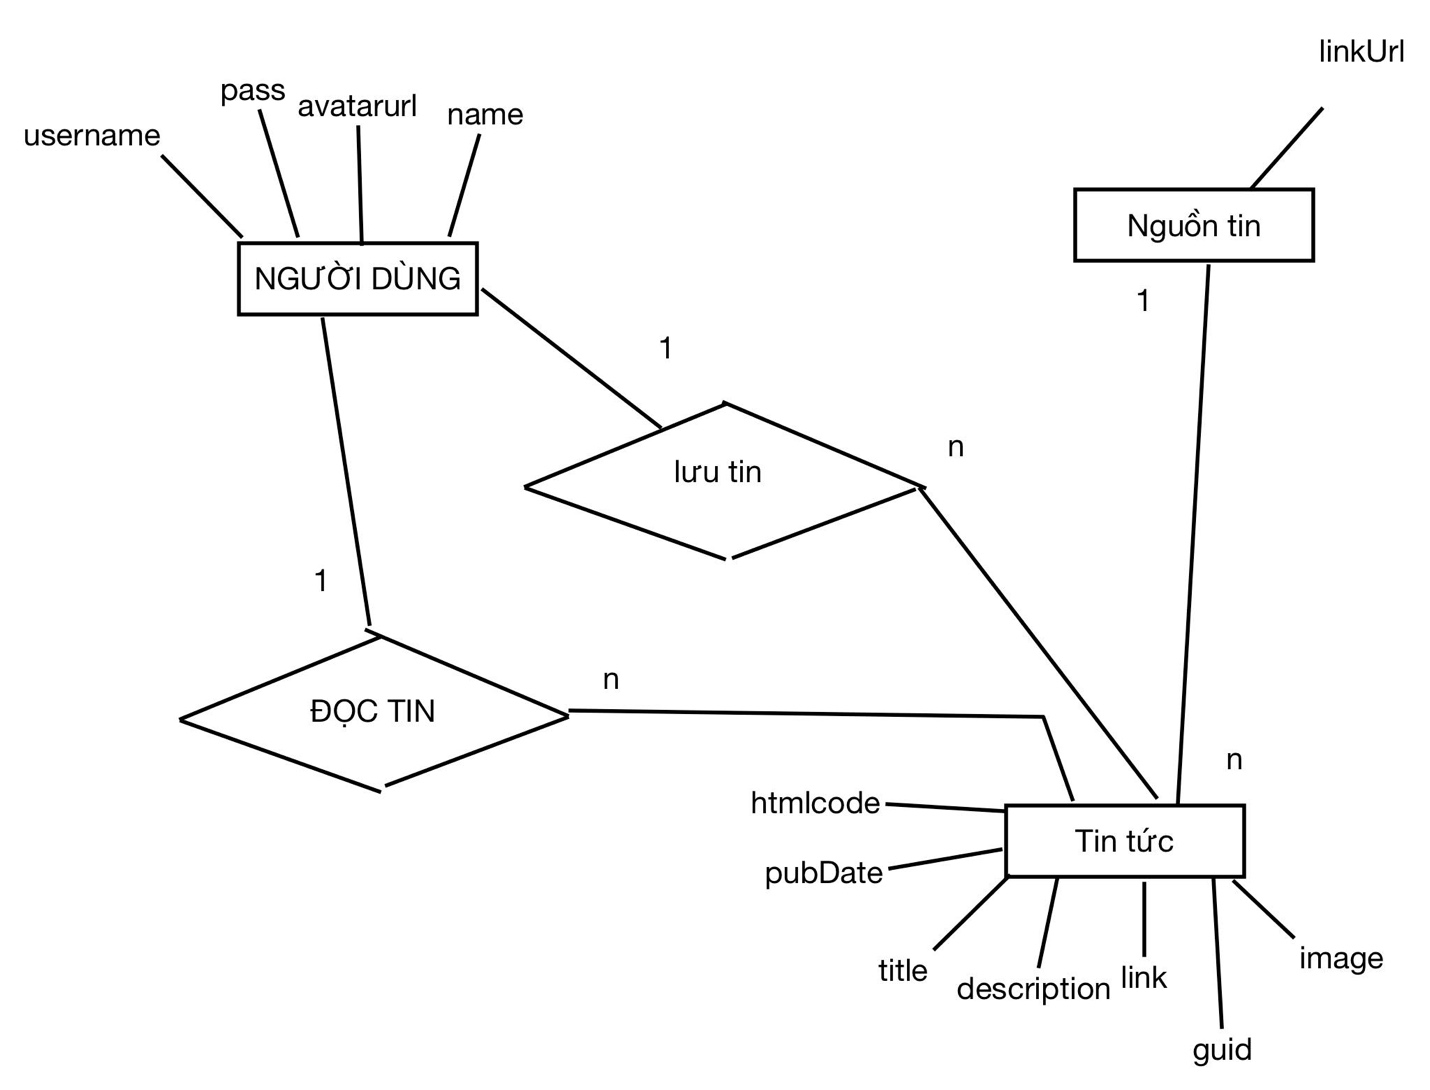 linkUrl
pass
avatarurl
name
username
Nguồn tin
NGƯỜI DÙNG
1
1
n
lưu tin
1
n
ĐỌC TIN
n
htmlcode
Tin tức
pubDate
title
description
link
image
guid